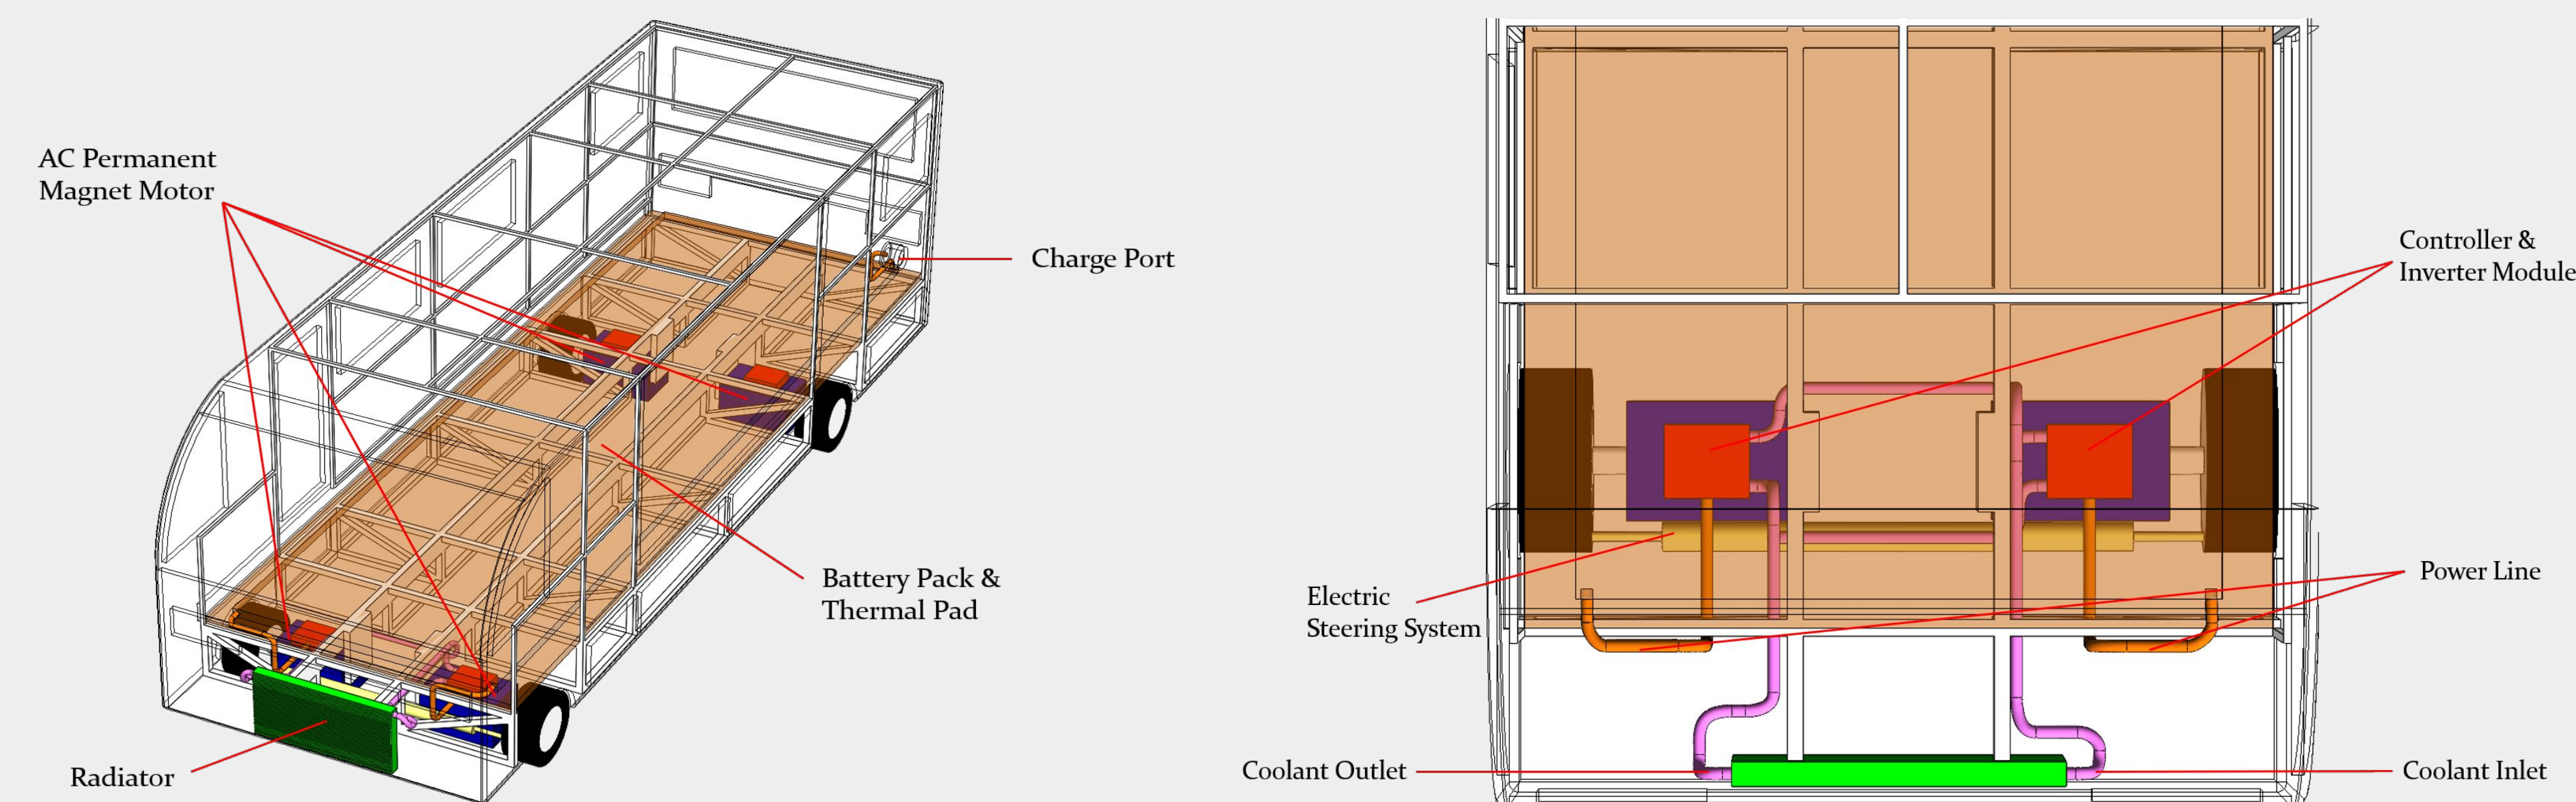 AC Permanent
Magnet Motor
Charge Port
Battery Pack &
Thermal Pad
Radiator
Controller &
Inverter Module
Electric
Steering System
Power Line
Coolant Outlet
Coolant Inlet